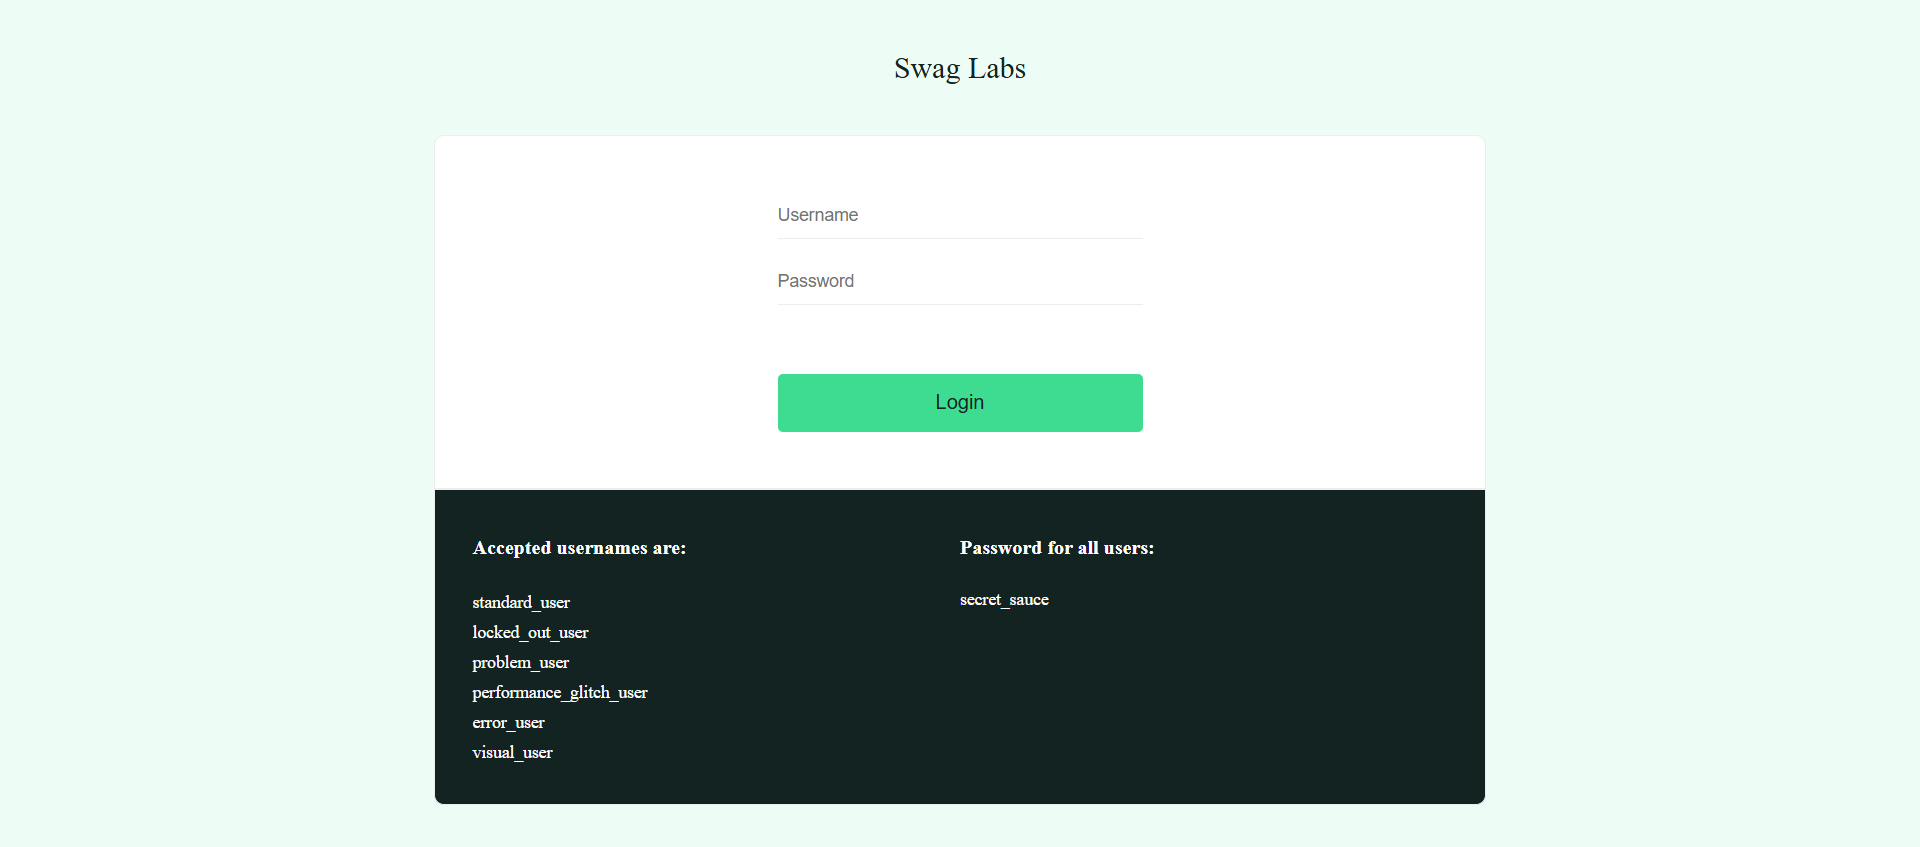 Swag Labs
Username
Password
Login
Accepted usernames are:
standard_user
locked_out_user
problem_user
performance_glitch_user
error_user
visual_user
Password for all users:
secret_sauce